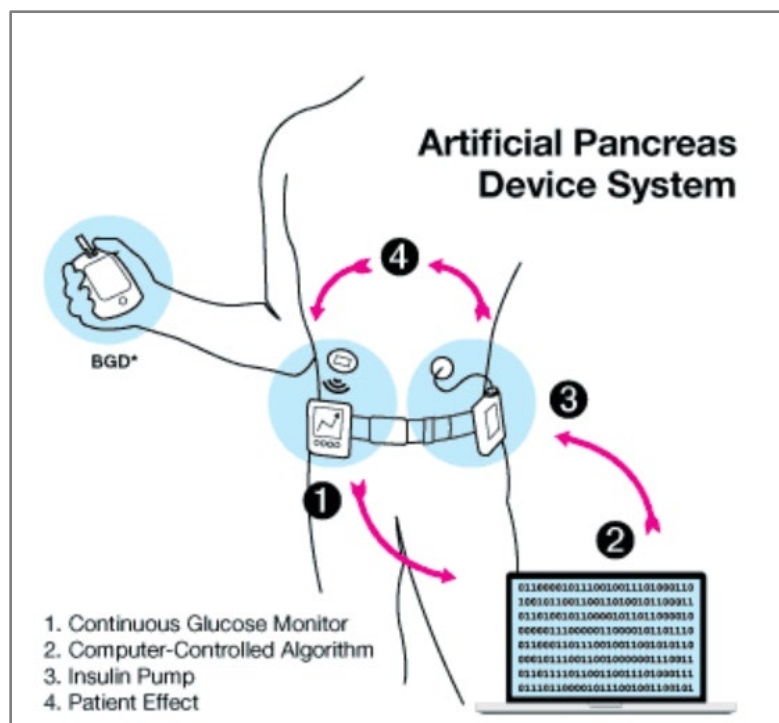 Artificial Pancreas
Device System
4
BGD*
3
1
2
1. Continuous Glucose Monitor
2. Computer-Controlled Algorithm
3. Insulin Pump
4. Patient Effect